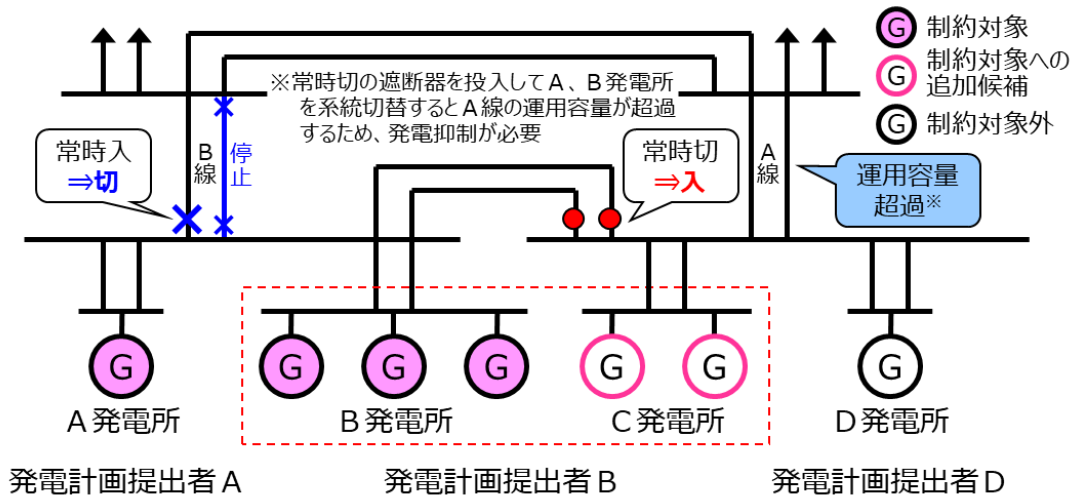 G 制約対象
G 制約対象への
追加候補
G 制約対象外
※常時切の遮断器を投入してA、B発電所
を系統切替するとA線の運用容量が超過
するため、発電抑制が必要
常時入
⇒切
B線
停止
常時切
⇒入
A線
運用容量
超過※
G
G
G
G
G
G
G
A発電所
B発電所
C発電所
D発電所
発電計画提出者A
発電計画提出者B
発電計画提出者D